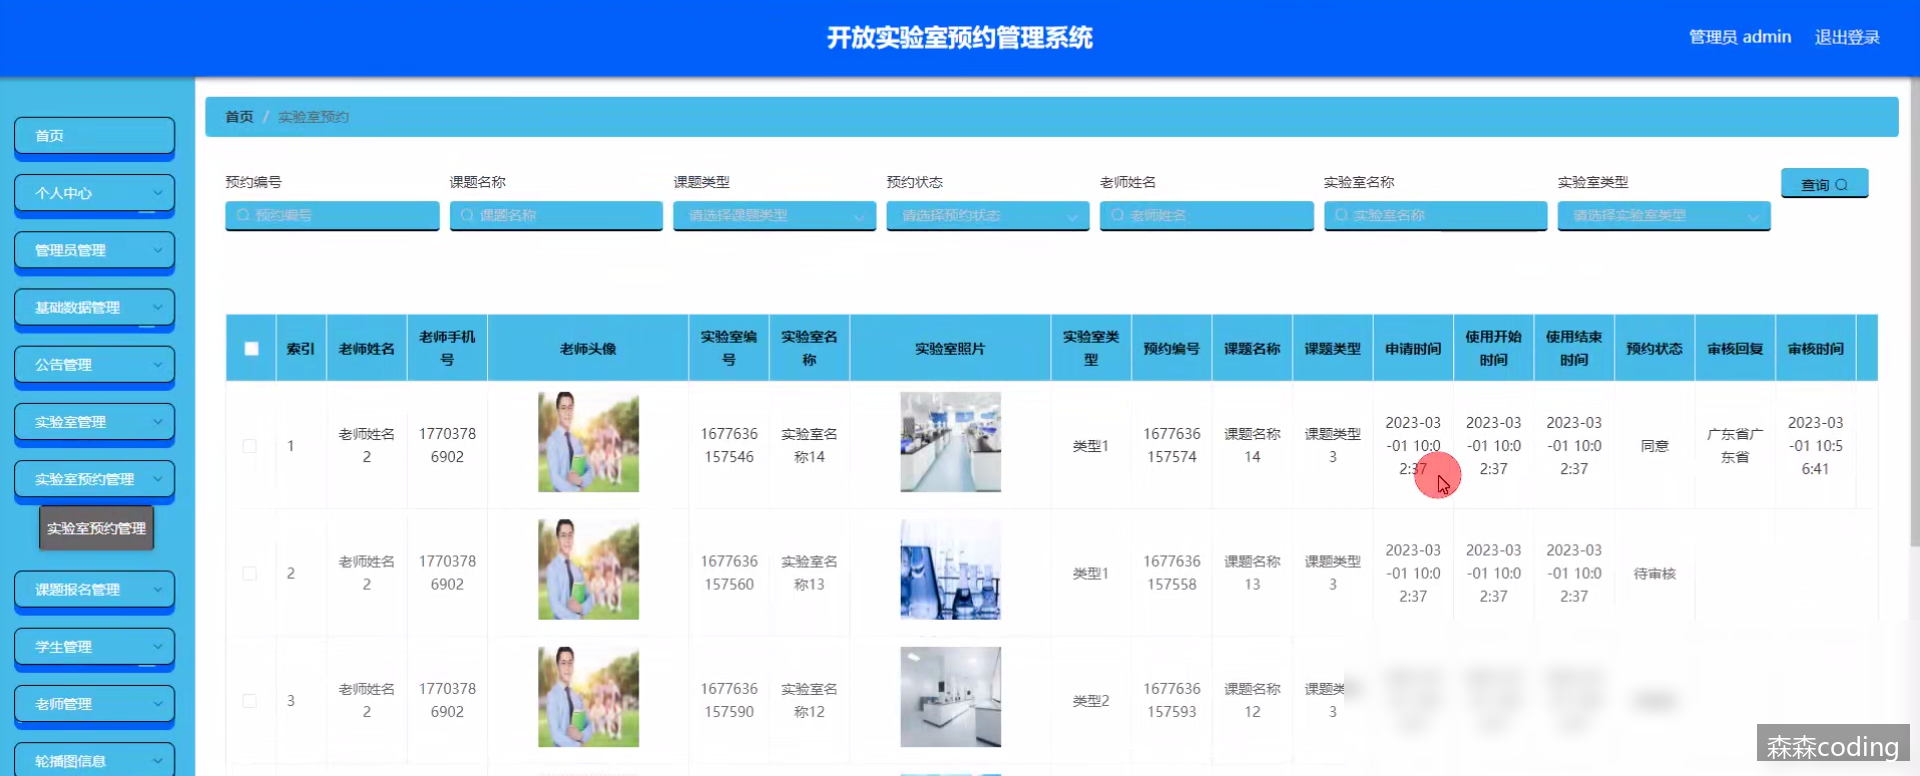 开放实验室预约管理系统
管理员 admin
退出登录
首页
个人中心
管理员管理
基础数据管理
公告管理
实验室管理
实验室预约管理
实验室预约管理
课题报名管理
学生管理
老师管理
轮播图信息
首页 / 实验室预约
预约编号 课题名称 课题类型 预约状态 老师姓名 实验室名称 实验室类型
预约编号 课题名称 请选择课题类型 请选择预约状态 老师姓名 实验室名称 请选择实验室类型
查询
索引 老师姓名 老师手机号 老师头像 实验室编号 实验室名称 实验室照片 实验室类型 预约编号 课题名称 课题类型 申请时间 使用开始时间 使用结束时间 预约状态 审核回复 审核时间
1 老师姓名2 17703786902 1677636157546 实验室名称14 类型1 1677636157574 课题名称14 课题类型3 2023-03-01 10:02:37 2023-03-01 10:02:37 2023-03-01 10:02:37 同意 广东省广东省 2023-03-01 10:56:41
2 老师姓名2 17703786902 1677636157560 实验室名称13 类型1 1677636157558 课题名称13 课题类型3 2023-03-01 10:02:37 2023-03-01 10:02:37 2023-03-01 10:02:37 待审核
3 老师姓名2 17703786902 1677636157590 实验室名称12 类型2 1677636157593 课题名称12 课题类 3
森森coding